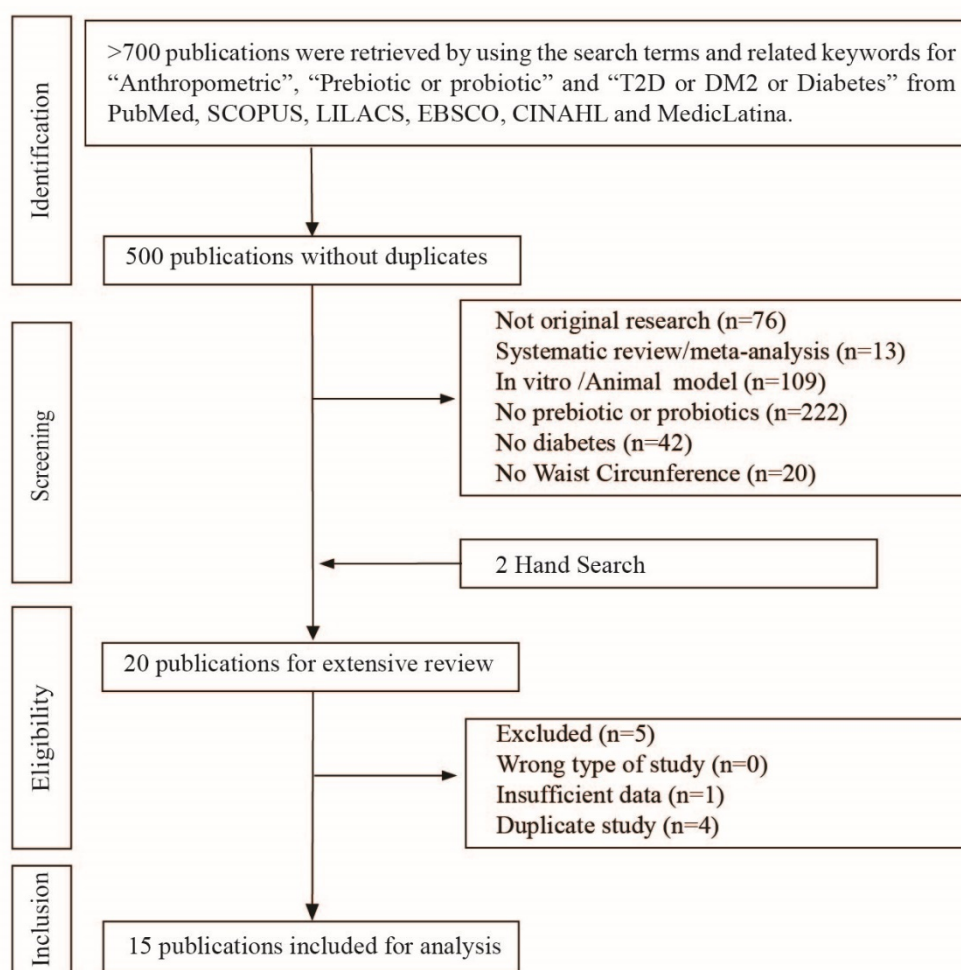 Identification
>700 publications were retrieved by using the search terms and related keywords for
“Anthropometric”, “Prebiotic or probiotic” and “T2D or DM2 or Diabetes” from
PubMed, SCOPUS, LILACS, EBSCO, CINAHL and MedicLatina.
500 publications without duplicates
Screening
Not original research (n=76)
Systematic review/meta-analysis (n=13)
In vitro /Animal model (n=109)
No prebiotic or probiotics (n=222)
No diabetes (n=42)
No Waist Circunference (n=20)
2 Hand Search
Eligibility
20 publications for extensive review
Excluded (n=5)
Wrong type of study (n=0)
Insufficient data (n=1)
Duplicate study (n=4)
Inclusion
15 publications included for analysis